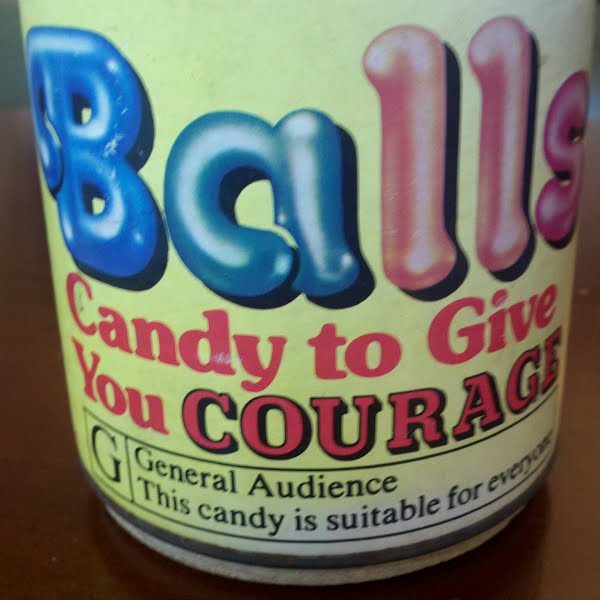 Balls
Candy to Give
You COURAGE
G
General Audience
This candy is suitable for everyone